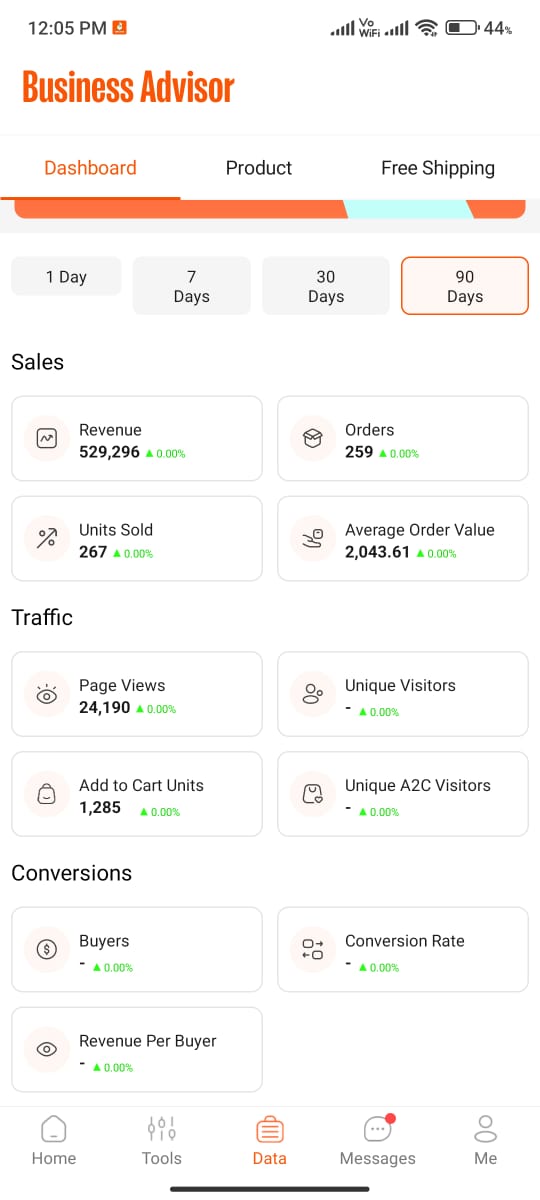 12:05 PM
Vo
WiFi
44%
Business Advisor
Dashboard
Product
Free Shipping
1 Day
7
Days
30
Days
90
Days
Sales
Revenue
529,296 ▲ 0.00%
Orders
259 ▲ 0.00%
Units Sold
267 ▲ 0.00%
Average Order Value
2,043.61 ▲ 0.00%
Traffic
Page Views
24,190 ▲ 0.00%
Unique Visitors
- ▲ 0.00%
Add to Cart Units
1,285 ▲ 0.00%
Unique A2C Visitors
- ▲ 0.00%
Conversions
Buyers
- ▲ 0.00%
Conversion Rate
- ▲ 0.00%
Revenue Per Buyer
- ▲ 0.00%
Home
Tools
Data
Messages
Me